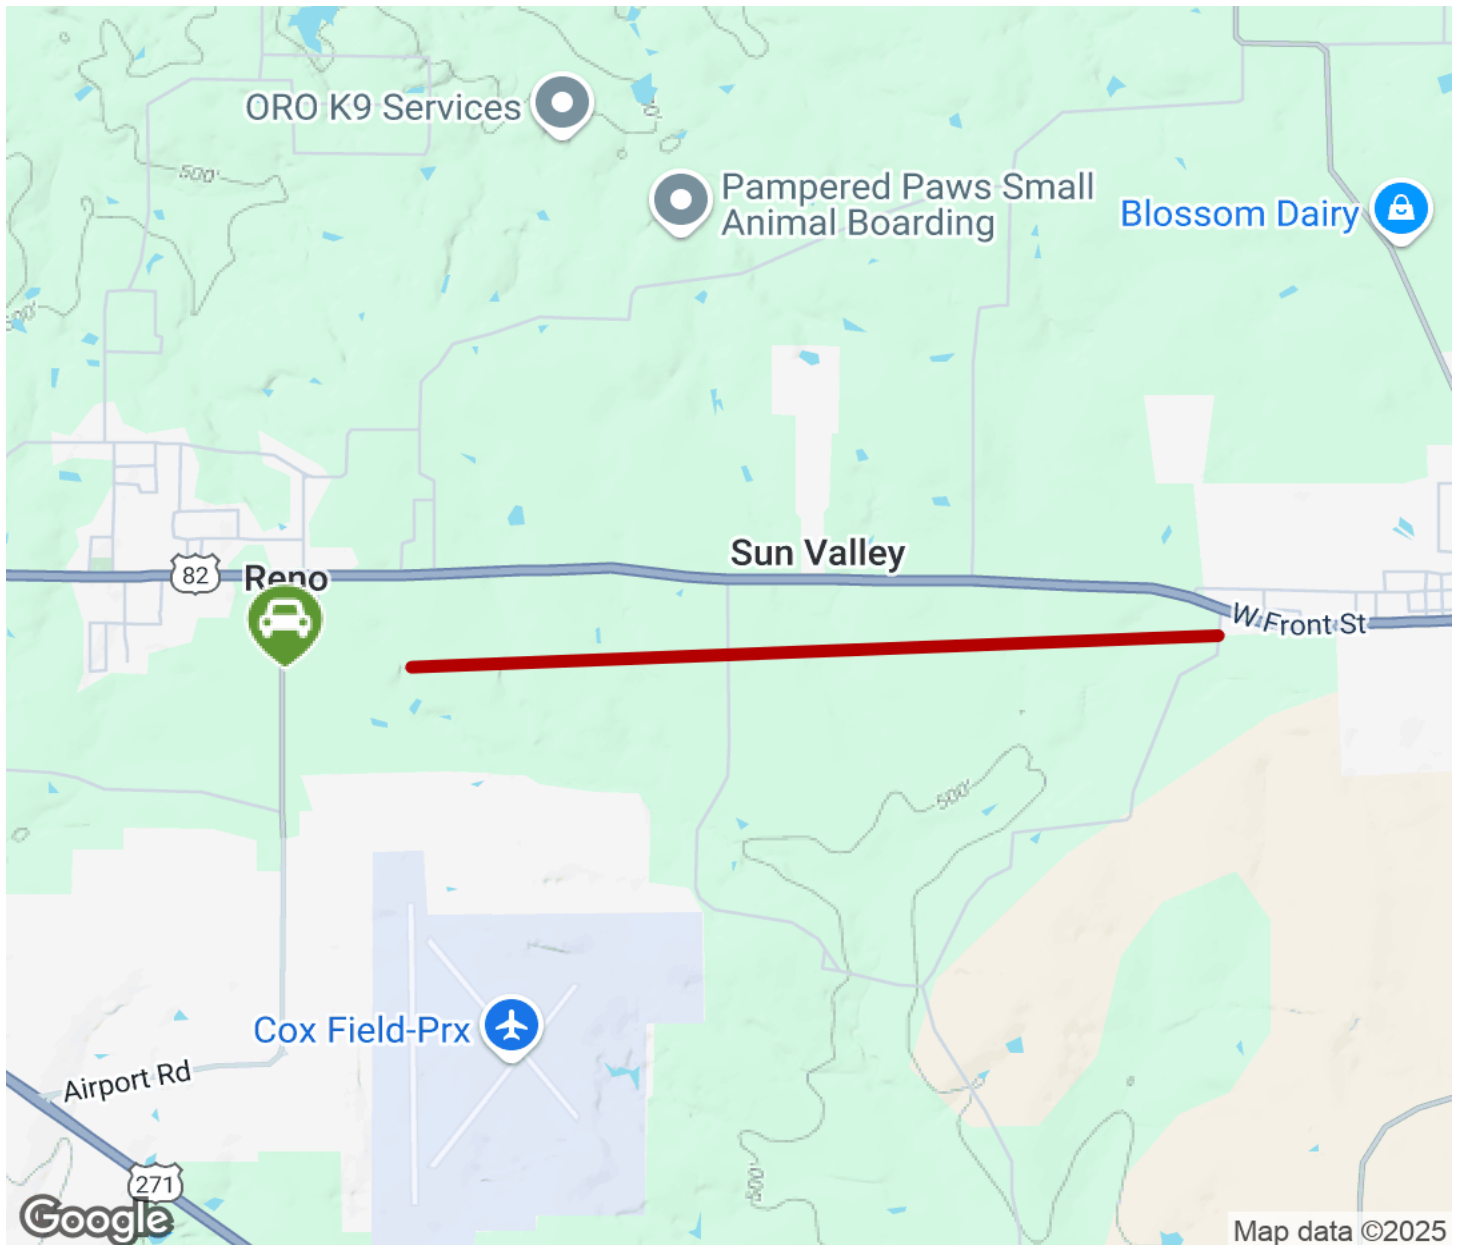 ORO K9 Services
500'
Pampered Paws Small
Animal Boarding
Blossom Dairy
Sun Valley
82
Reno
W Front St
500'
Cox Field-Prx
Airport Rd
271
500'
Google
Map data ©2025